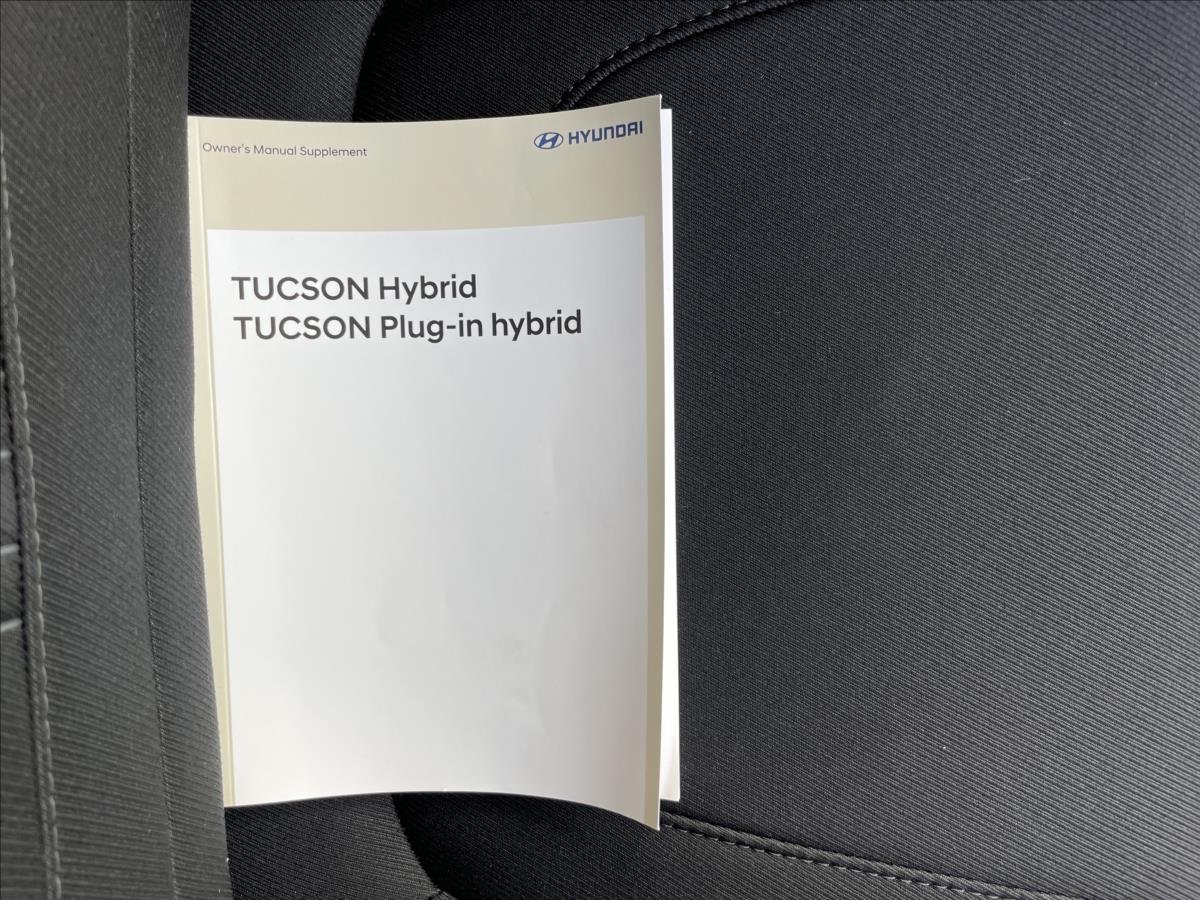 Owner's Manual Supplement
HYUNDAI
TUCSON Hybrid
TUCSON Plug-in hybrid